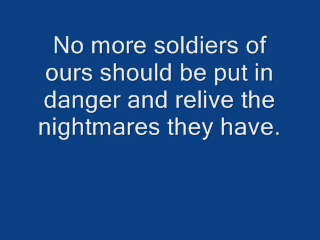 No more soldiers of
ours should be put in
danger and relive the
nightmares they have.